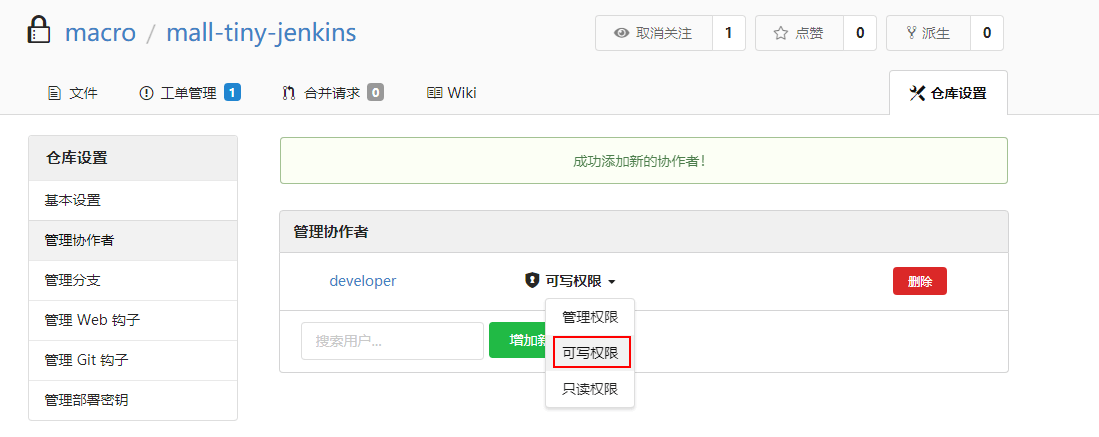 macro / mall-tiny-jenkins
取消关注 1 点赞 0 派生 0
文件 工单管理 1 合并请求 0 Wiki 仓库设置
仓库设置
基本设置
管理协作者
管理分支
管理 Web 钩子
管理 Git 钩子
管理部署密钥
成功添加新的协作者!
管理协作者
developer 可写权限 删除
搜索用户... 增加新
管理权限
可写权限
只读权限